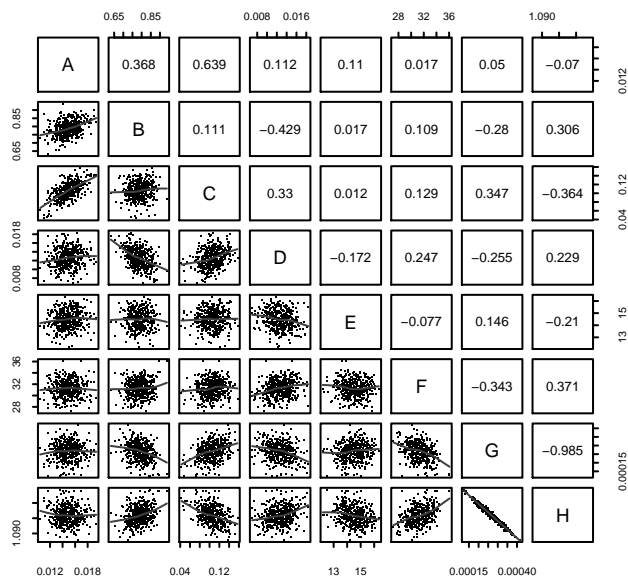 0.65 0.85 0.008 0.016 28 32 36 1.090
A 0.368 0.639 0.112 0.11 0.017 0.05 −0.07 0.012
0.65 0.85 B 0.111 −0.429 0.017 0.109 −0.28 0.306
C 0.33 0.012 0.129 0.347 −0.364 0.04 0.12
0.008 0.018 D −0.172 0.247 −0.255 0.229
E −0.077 0.146 −0.21 13 15
28 32 36 F −0.343 0.371
G −0.985 0.00015
1.090 H
0.012 0.018 0.04 0.12 13 15 0.00015 0.00040